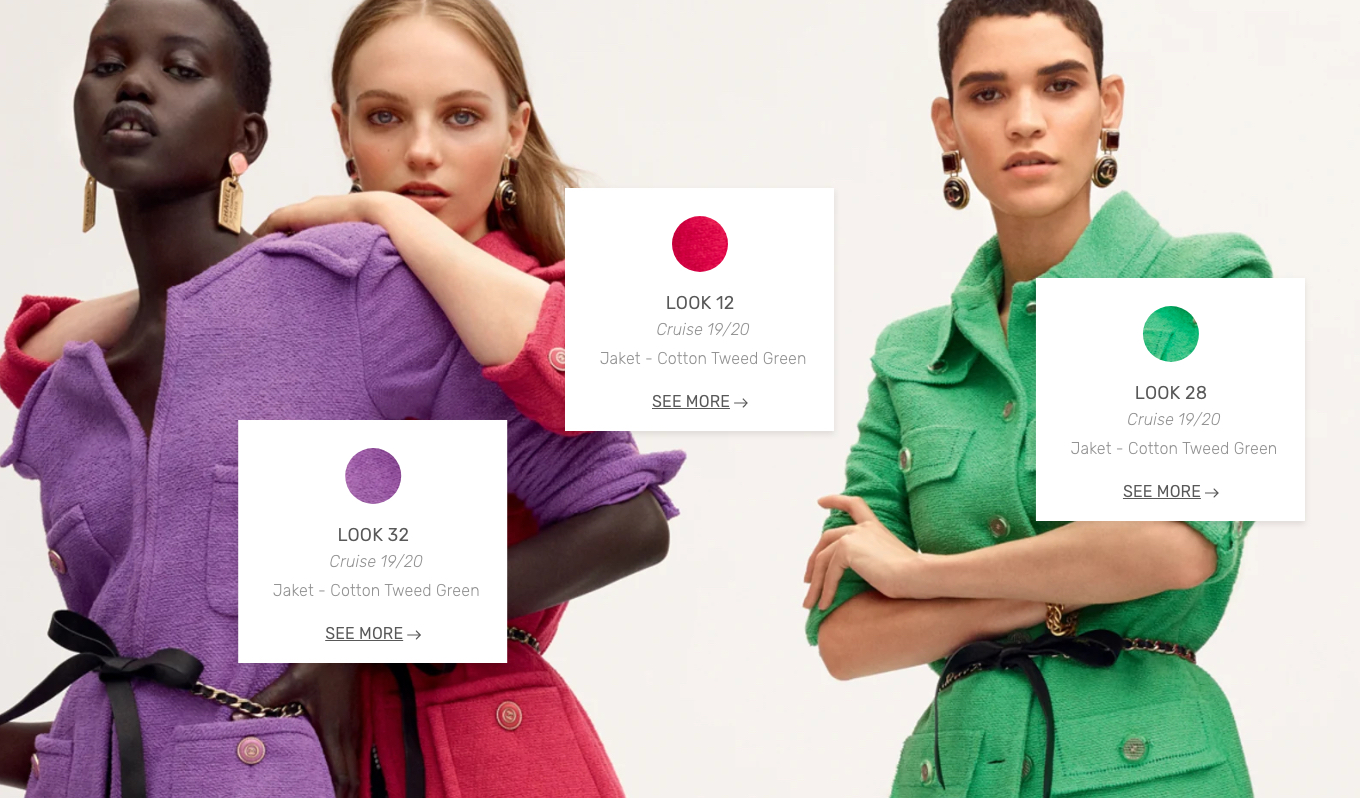 CHANEL
LOOK 12
Cruise 19/20
Jaket - Cotton Tweed Green
SEE MORE →
LOOK 28
Cruise 19/20
Jaket - Cotton Tweed Green
SEE MORE →
LOOK 32
Cruise 19/20
Jaket - Cotton Tweed Green
SEE MORE →